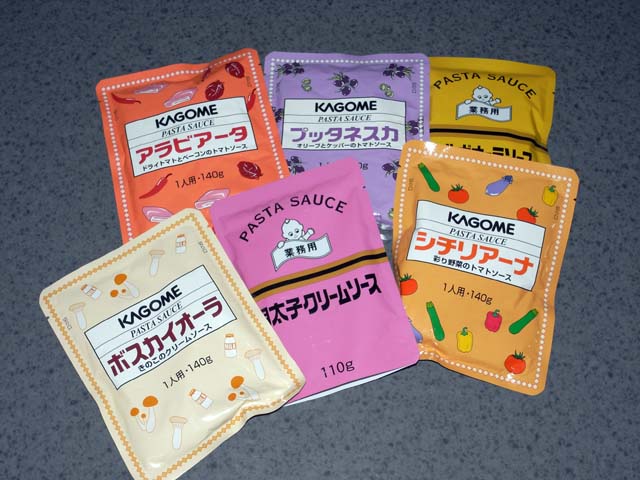 KAGOME
PASTA SAUCE
アラビアータ
ドライトマトとベーコンのトマトソース
1人用・140g
KAGOME
PASTA SAUCE
プッタネスカ
オリーブとケッパーのトマトソース
140g
PASTA SAUCE
業務用
KAGOME
PASTA SAUCE
ボスカイオーラ
きのこのクリームソース
1人用・140g
PASTA SAUCE
業務用
太子・クリームソース
110g
KAGOME
PASTA SAUCE
シチリアーナ
彩り野菜のトマトソース
1人用・140g